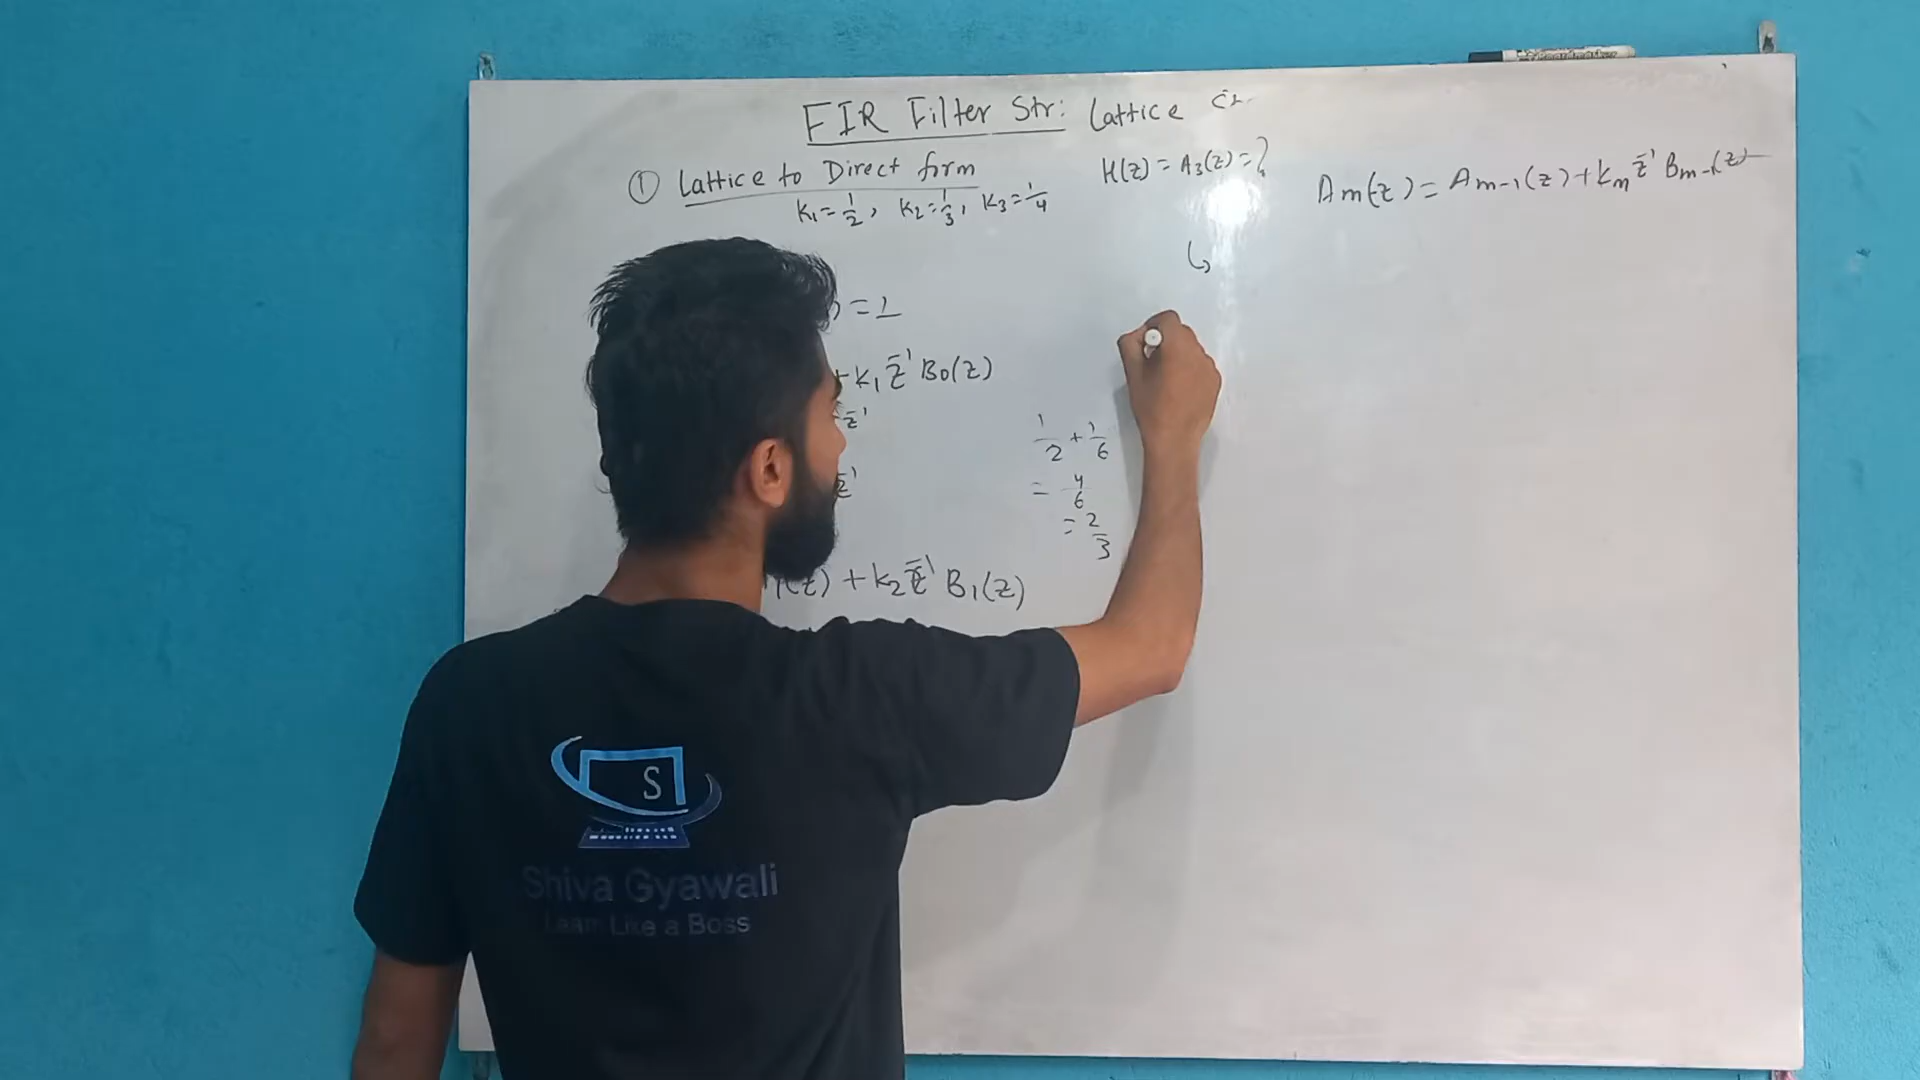 FIR Filter Str: Lattice
① Lattice to Direct form
K₁ = 1/2, K₂ = 1/3, K₃ = 1/4
H(z) = A₃(z) = ?
Am(z) = Am-1(z) + Km z⁻¹ Bm-1(z)
) = 1
+ K₁ z⁻¹ B₀(z)
z⁻¹
z⁻¹
(z) + K₂ z⁻¹ B₁(z)
1/2 + 1/6
= 4/6
= 2/3
S
Shiva Gyawali
Learn Like a Boss